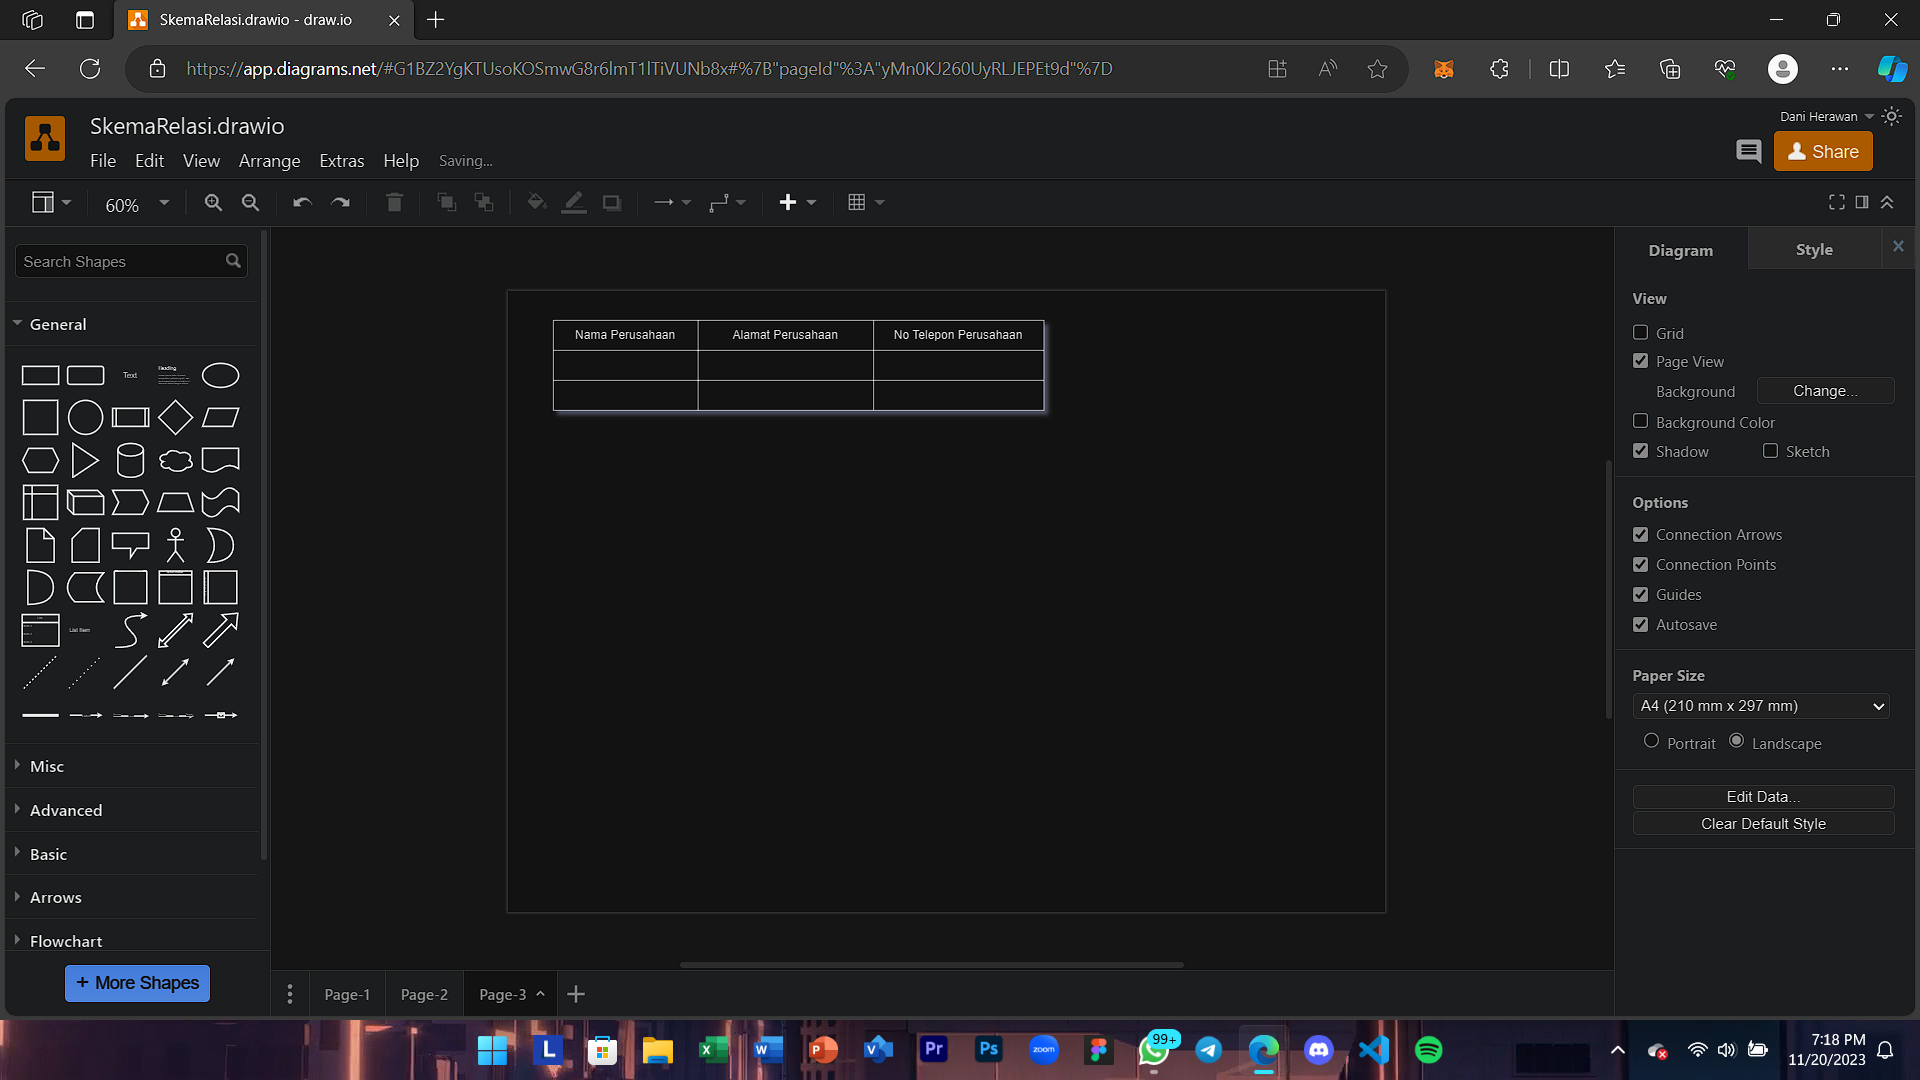 SkemaRelasi.drawio - draw.io
https://app.diagrams.net/#G1BZ2YgKTUsoKOSmwG8r6lmT1lTiVUNb8x#%7B"pageId"%3A"yMn0KJ260UyRLJEPEt9d"%7D
SkemaRelasi.drawio
Dani Herawan
File Edit View Arrange Extras Help Saving...
Share
60%
Search Shapes
Diagram
Style
General
View
Grid
Page View
Background
Change...
Background Color
Shadow
Sketch
Options
Connection Arrows
Connection Points
Guides
Autosave
Paper Size
A4 (210 mm x 297 mm)
Portrait
Landscape
Edit Data...
Clear Default Style
Nama Perusahaan
Alamat Perusahaan
No Telepon Perusahaan
Text
Heading
List Item
Misc
Advanced
Basic
Arrows
Flowchart
+ More Shapes
Page-1
Page-2
Page-3
L
W
P
Pr
Ps
zoom
99+
7:18 PM
11/20/2023